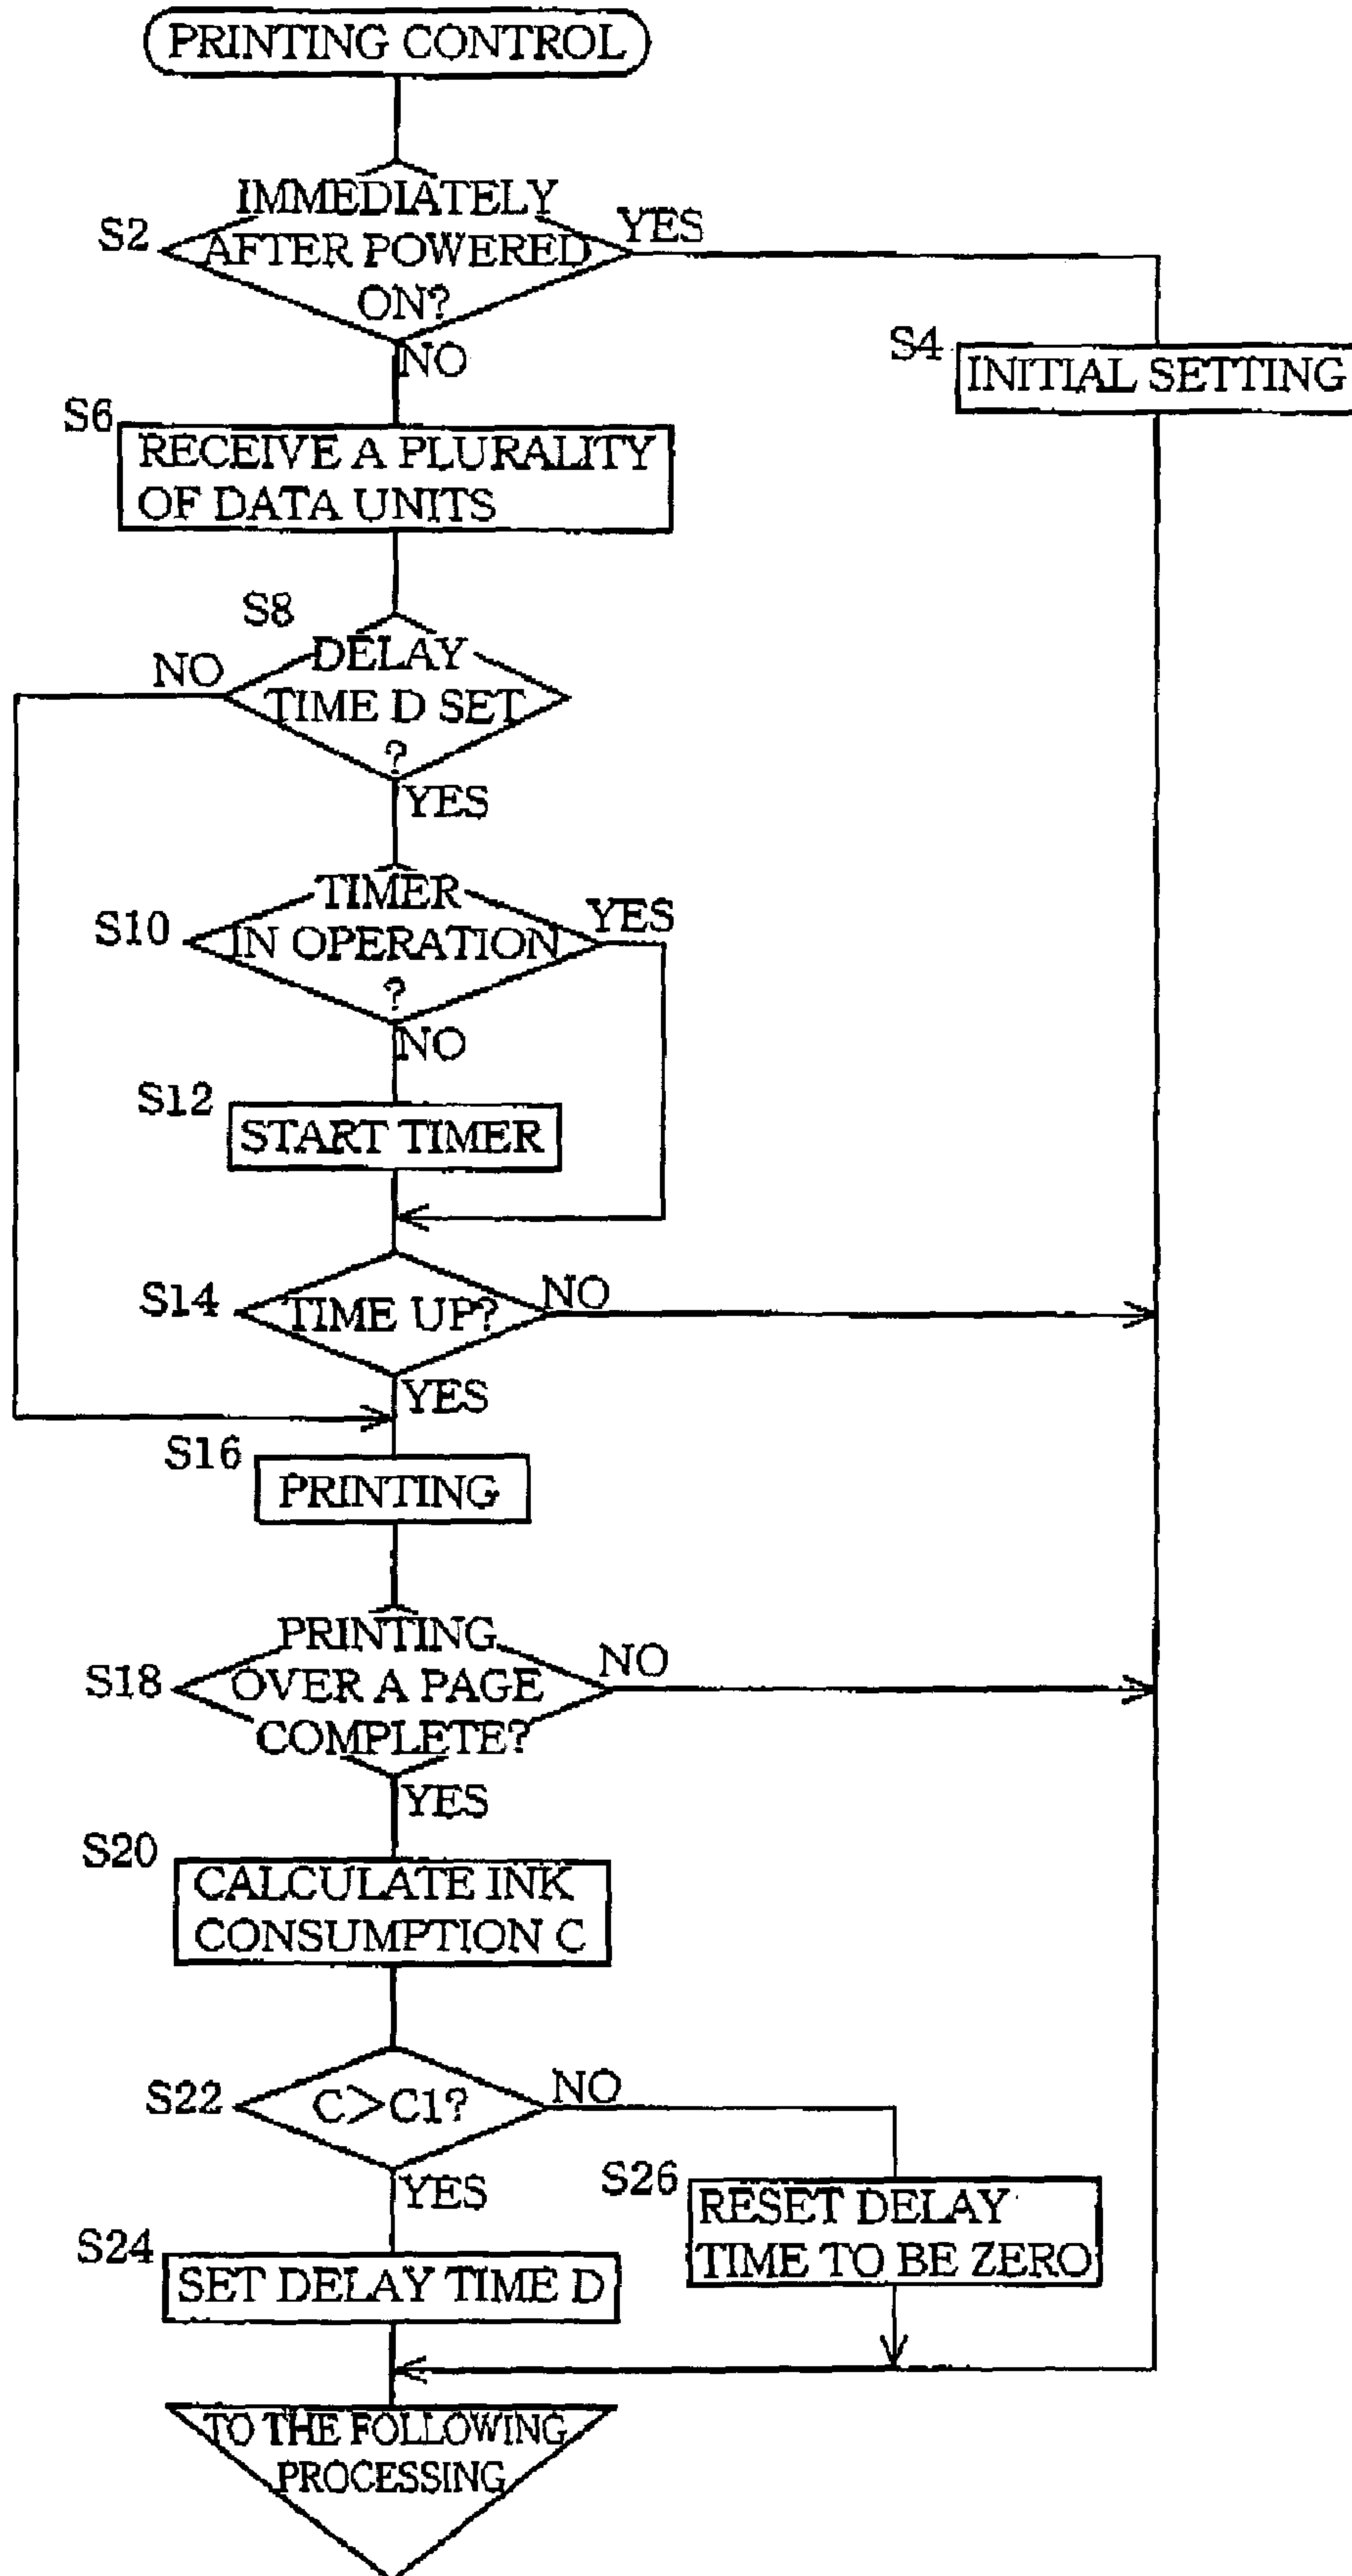 PRINTING CONTROL
S2
IMMEDIATELY
AFTER POWERED
ON?
YES
NO
S4
INITIAL SETTING
S6
RECEIVE A PLURALITY
OF DATA UNITS
S8
NO
DELAY
TIME D SET
?
YES
S10
TIMER
IN OPERATION
?
YES
NO
S12
START TIMER
S14
TIME UP?
NO
YES
S16
PRINTING
S18
PRINTING
OVER A PAGE
COMPLETE?
NO
YES
S20
CALCULATE INK
CONSUMPTION C
S22
C>C1?
NO
YES
S26
RESET DELAY
TIME TO BE ZERO
S24
SET DELAY TIME D
TO THE FOLLOWING
PROCESSING